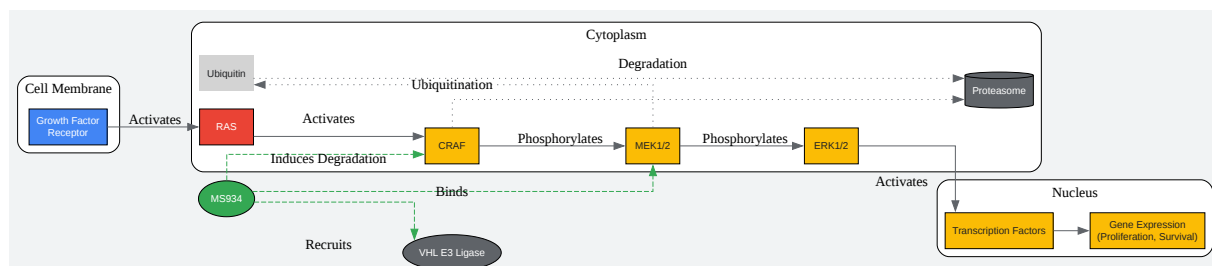 Cytoplasm
Degradation
Ubiquitin
Ubiquitination
Proteasome
Cell Membrane
Growth Factor
Receptor
Activates
RAS
Activates
CRAF
Phosphorylates
MEK1/2
Phosphorylates
ERK1/2
Induces Degradation
MS934
Binds
Activates
Nucleus
Transcription Factors
Gene Expression
(Proliferation, Survival)
Recruits
VHL E3 Ligase